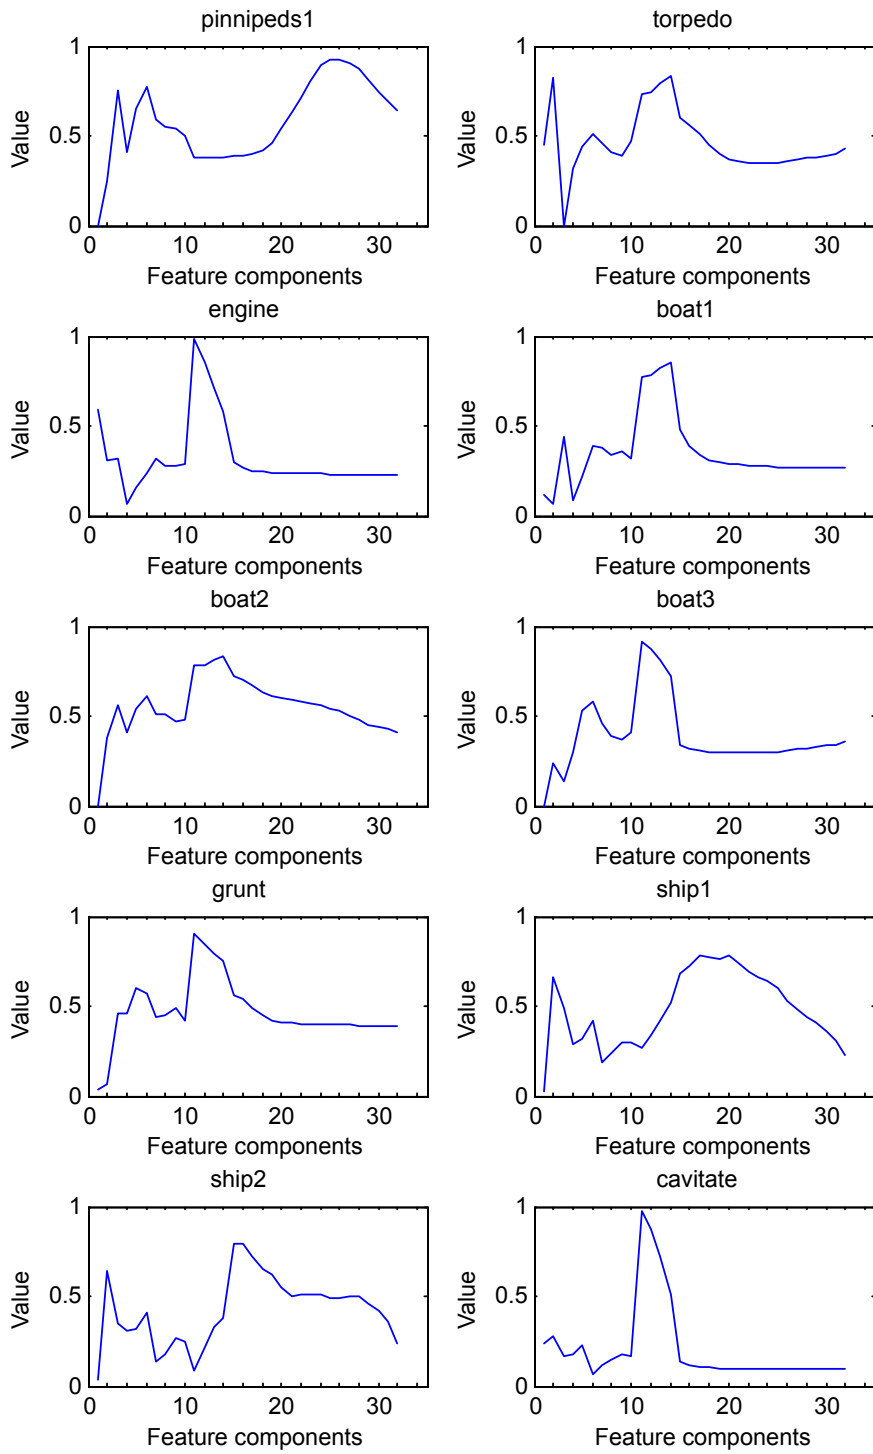 pinnipeds1
1
0.5
0
Value
0 10 20 30
Feature components
torpedo
1
0.5
0
Value
0 10 20 30
Feature components
engine
1
0.5
0
Value
0 10 20 30
Feature components
boat1
1
0.5
0
Value
0 10 20 30
Feature components
boat2
1
0.5
0
Value
0 10 20 30
Feature components
boat3
1
0.5
0
Value
0 10 20 30
Feature components
grunt
1
0.5
0
Value
0 10 20 30
Feature components
ship1
1
0.5
0
Value
0 10 20 30
Feature components
ship2
1
0.5
0
Value
0 10 20 30
Feature components
cavitate
1
0.5
0
Value
0 10 20 30
Feature components